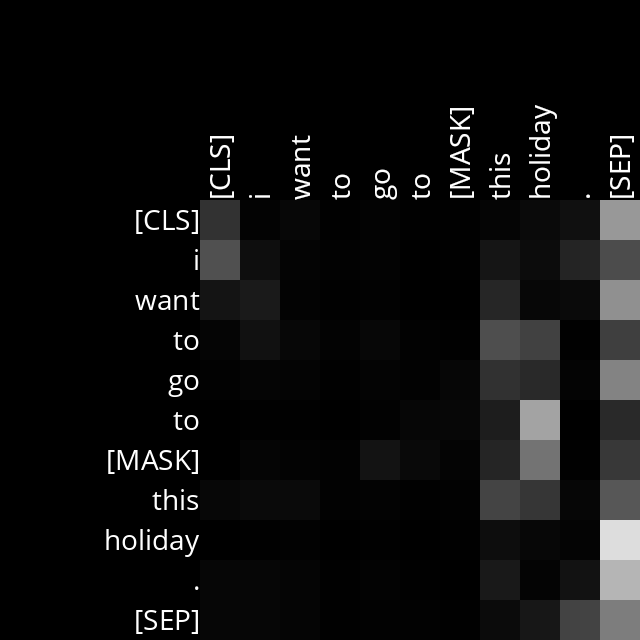 [CLS] i want to go to [MASK] this holiday . [SEP]
[CLS]
i
want
to
go
to
[MASK]
this
holiday
.
[SEP]